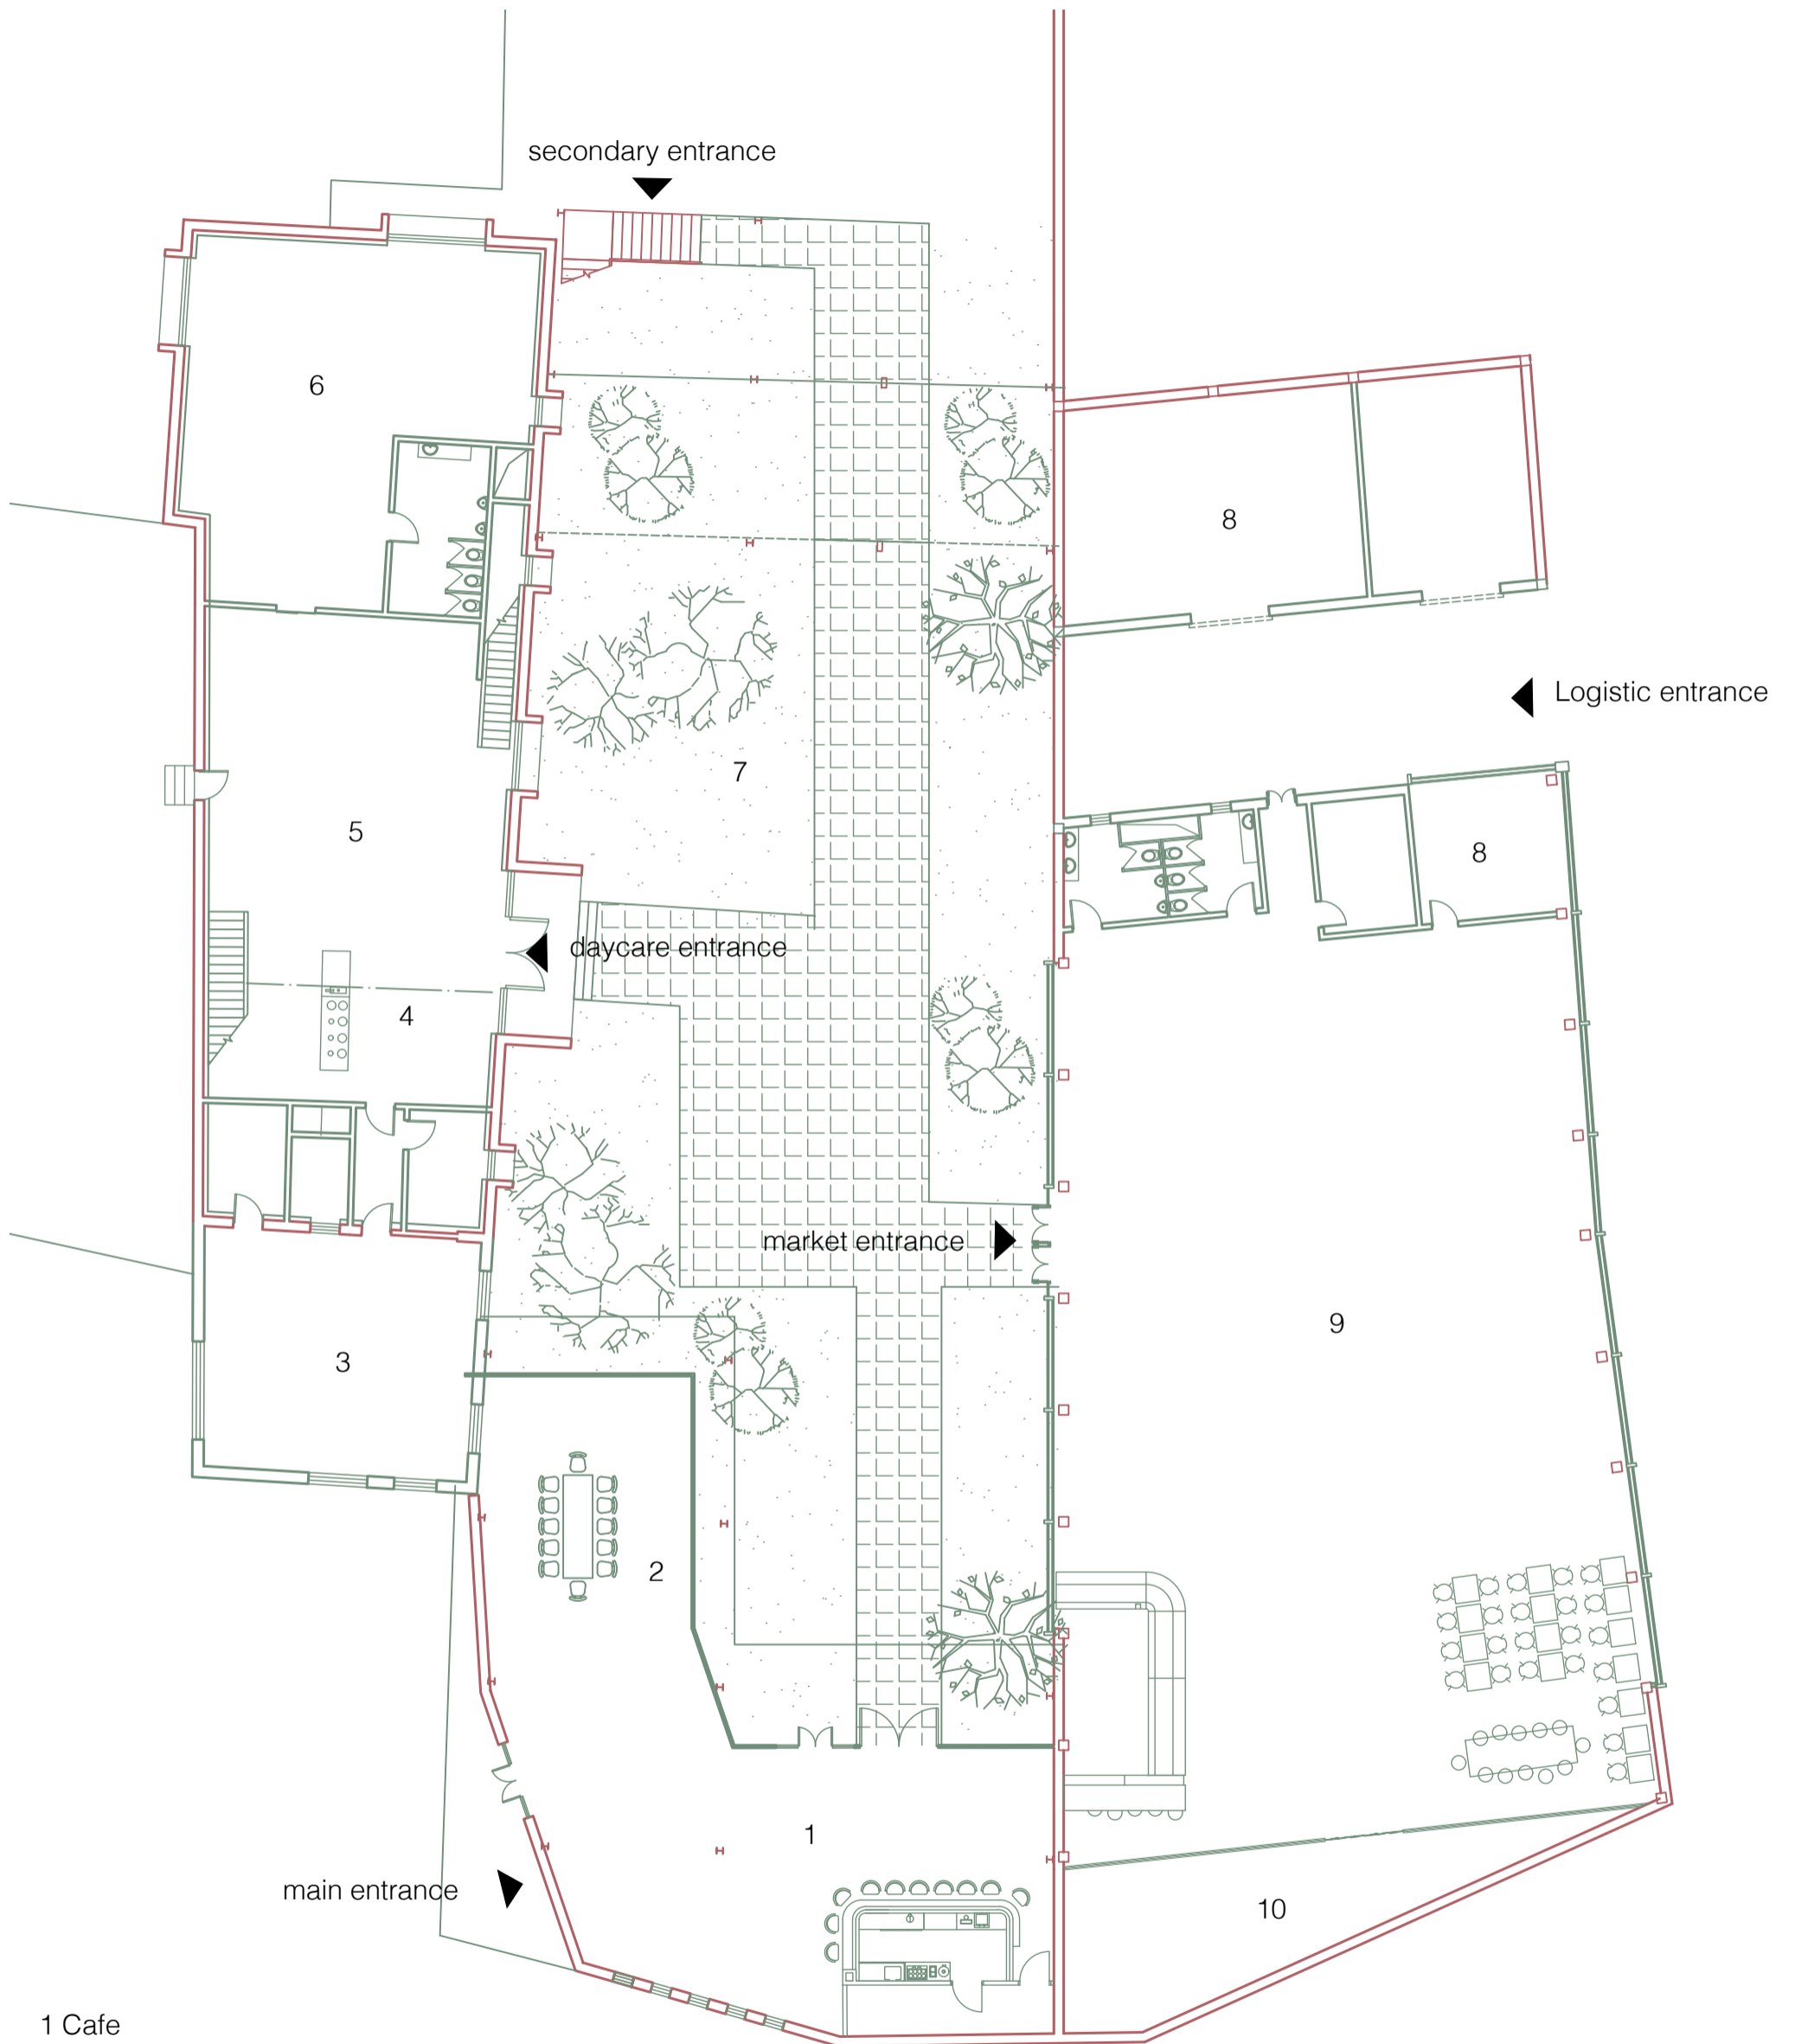 secondary entrance
6
8
Logistic entrance
7
5
8
daycare entrance
4
market entrance
9
3
2
1
main entrance
10
1 Cafe